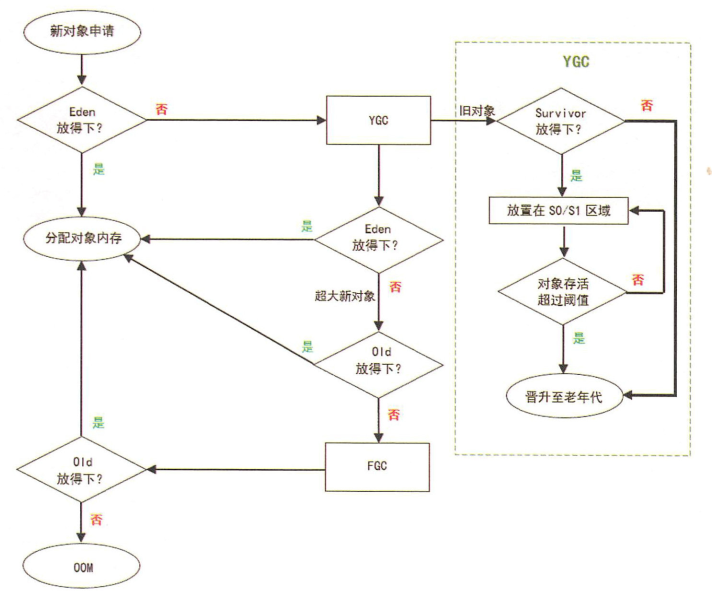 新对象申请
YGC
Eden
放得下?
否
YGC
旧对象
Survivor
放得下?
否
是
是
放置在 S0/S1 区域
分配对象内存
是
Eden
放得下?
超大新对象
否
对象存活
超过阈值
否
是
是
Old
放得下?
晋升至老年代
否
是
Old
放得下?
FGC
否
OOM